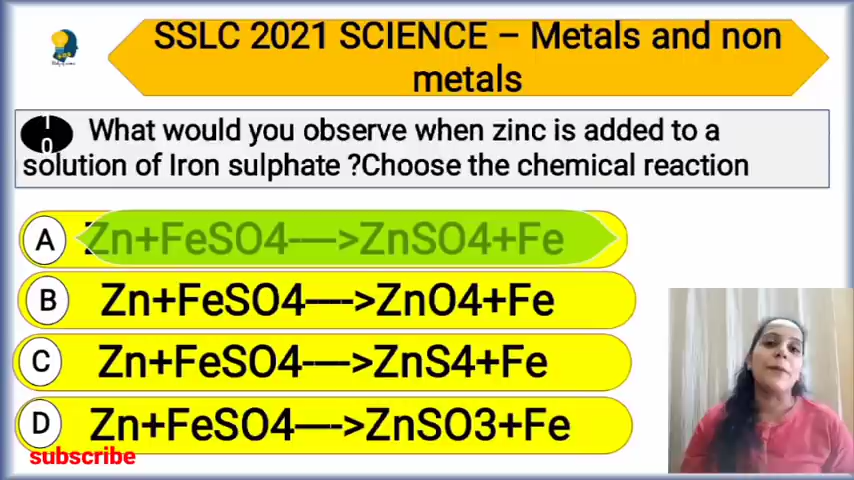 SSLC 2021 SCIENCE – Metals and non
metals
10
What would you observe when zinc is added to a
solution of Iron sulphate ?Choose the chemical reaction
A Zn+FeSO4---->ZnSO4+Fe
B Zn+FeSO4---->ZnO4+Fe
C Zn+FeSO4---->ZnS4+Fe
D Zn+FeSO4---->ZnSO3+Fe
subscribe